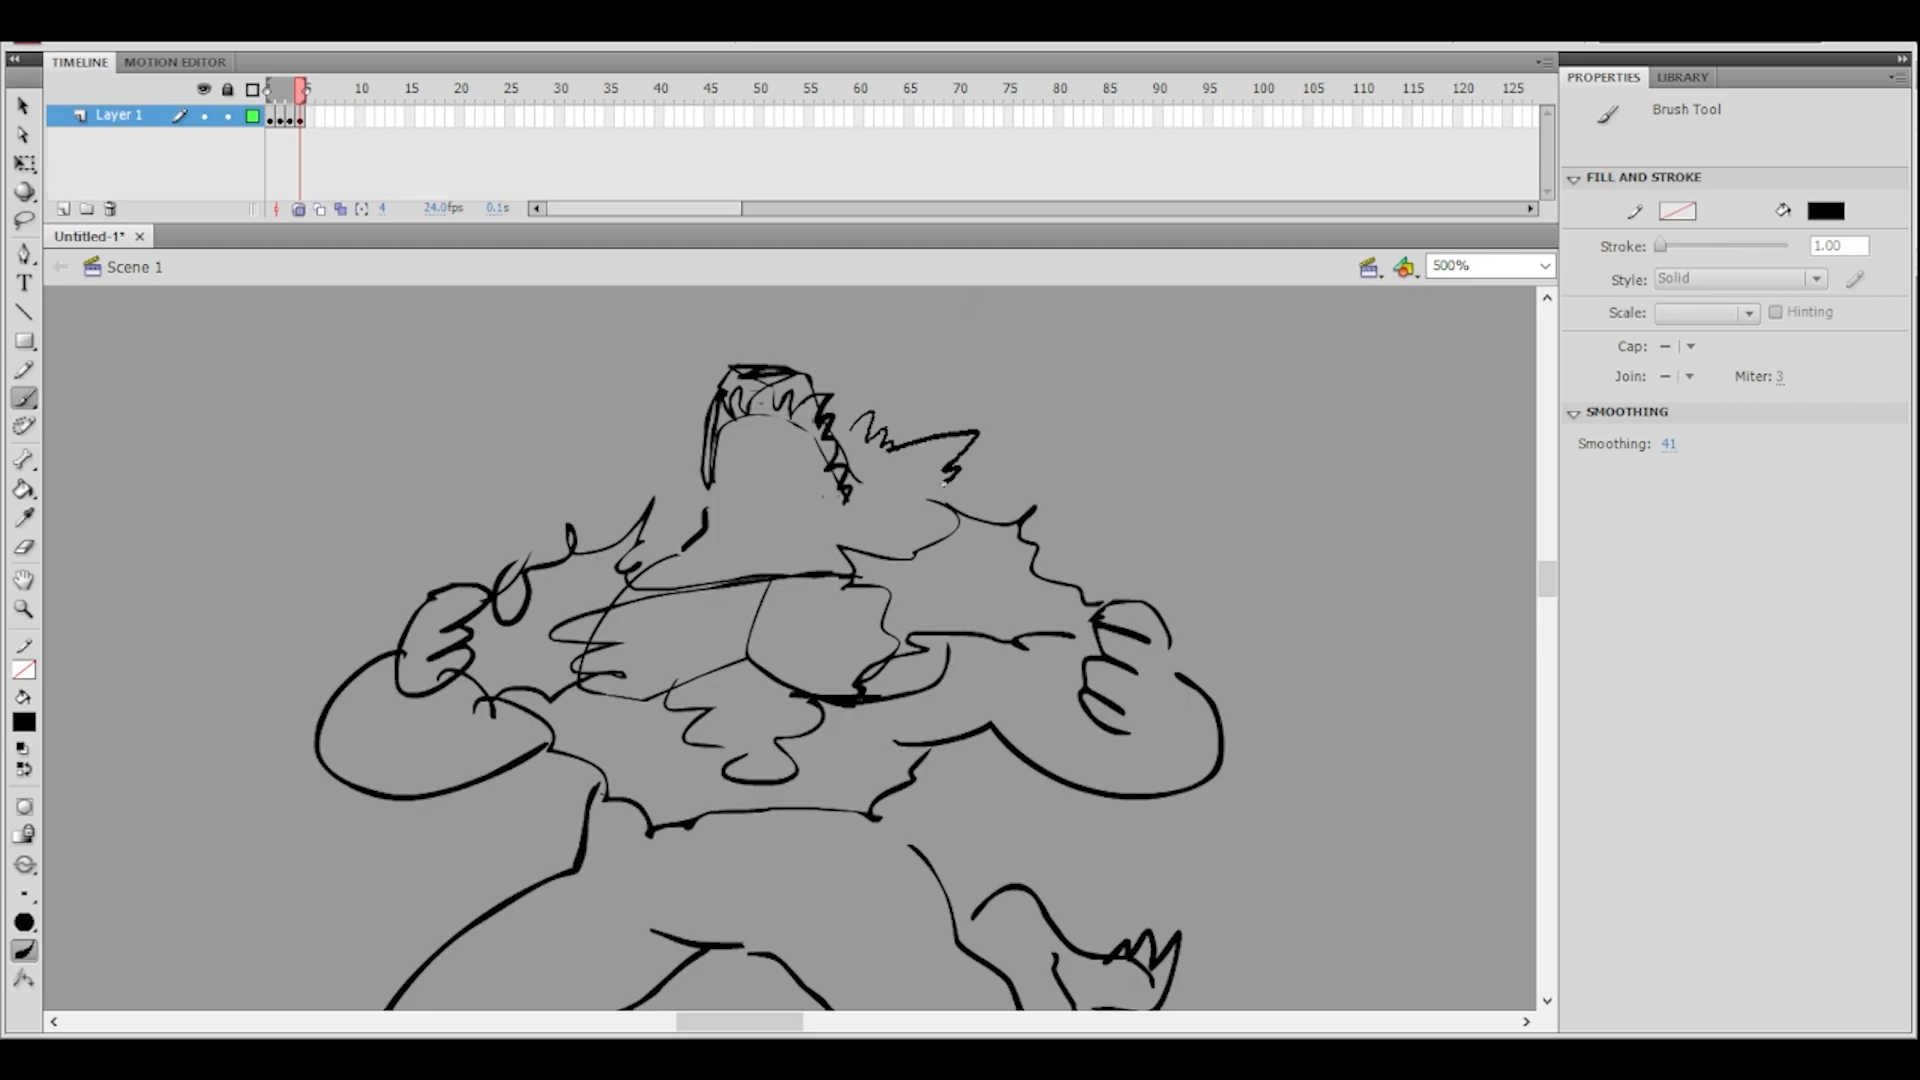 TIMELINE MOTION EDITOR
5 10 15 20 25 30 35 40 45 50 55 60 65 70 75 80 85 90 95 100 105 110 115 120 125
Layer 1
4 24.0fps 0.1s
Untitled-1*
Scene 1
500%
PROPERTIES LIBRARY
Brush Tool
FILL AND STROKE
Stroke: 1.00
Style: Solid
Scale: Hinting
Cap:
Join: Miter: 3
SMOOTHING
Smoothing: 41